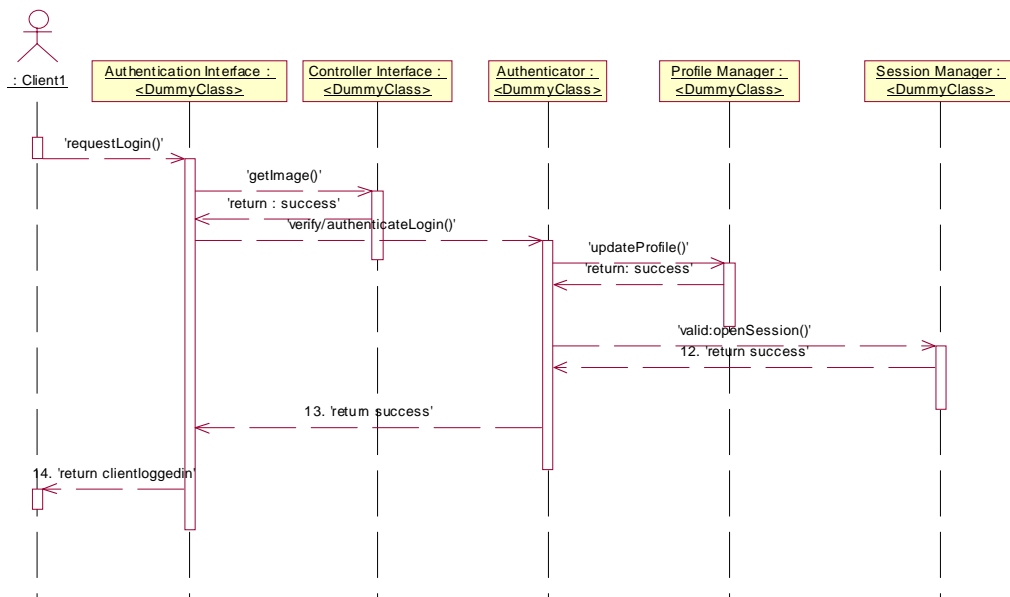 : Client1
Authentication Interface :
<DummyClass>
Controller Interface :
<DummyClass>
Authenticator :
<DummyClass>
Profile Manager :
<DummyClass>
Session Manager :
<DummyClass>
'requestLogin()'
'getImage()'
'return : success'
'verify/authenticateLogin()'
'updateProfile()'
'return: success'
'valid:openSession()'
12. 'return success'
13. 'return success'
14. 'return clientloggedin'